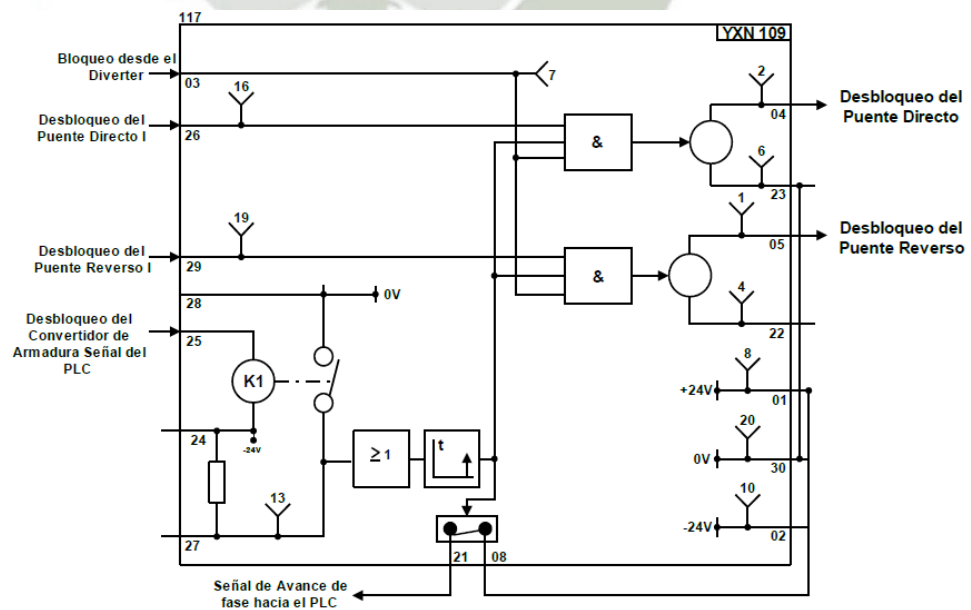 117
YXN 109
Bloqueo desde el
Diverter
03
7
16
2
04
Desbloqueo del
Puente Directo
Desbloqueo del
Puente Directo I
26
&
6
23
19
1
05
Desbloqueo del
Puente Reverso
Desbloqueo del
Puente Reverso I
29
&
28
0V
4
22
Desbloqueo del
Convertidor de
Armadura Señal del
PLC
25
K1
8
+24V
01
24
-24V
≥1
t
20
0V
30
13
10
-24V
02
27
21
08
Señal de Avance de
fase hacia el PLC